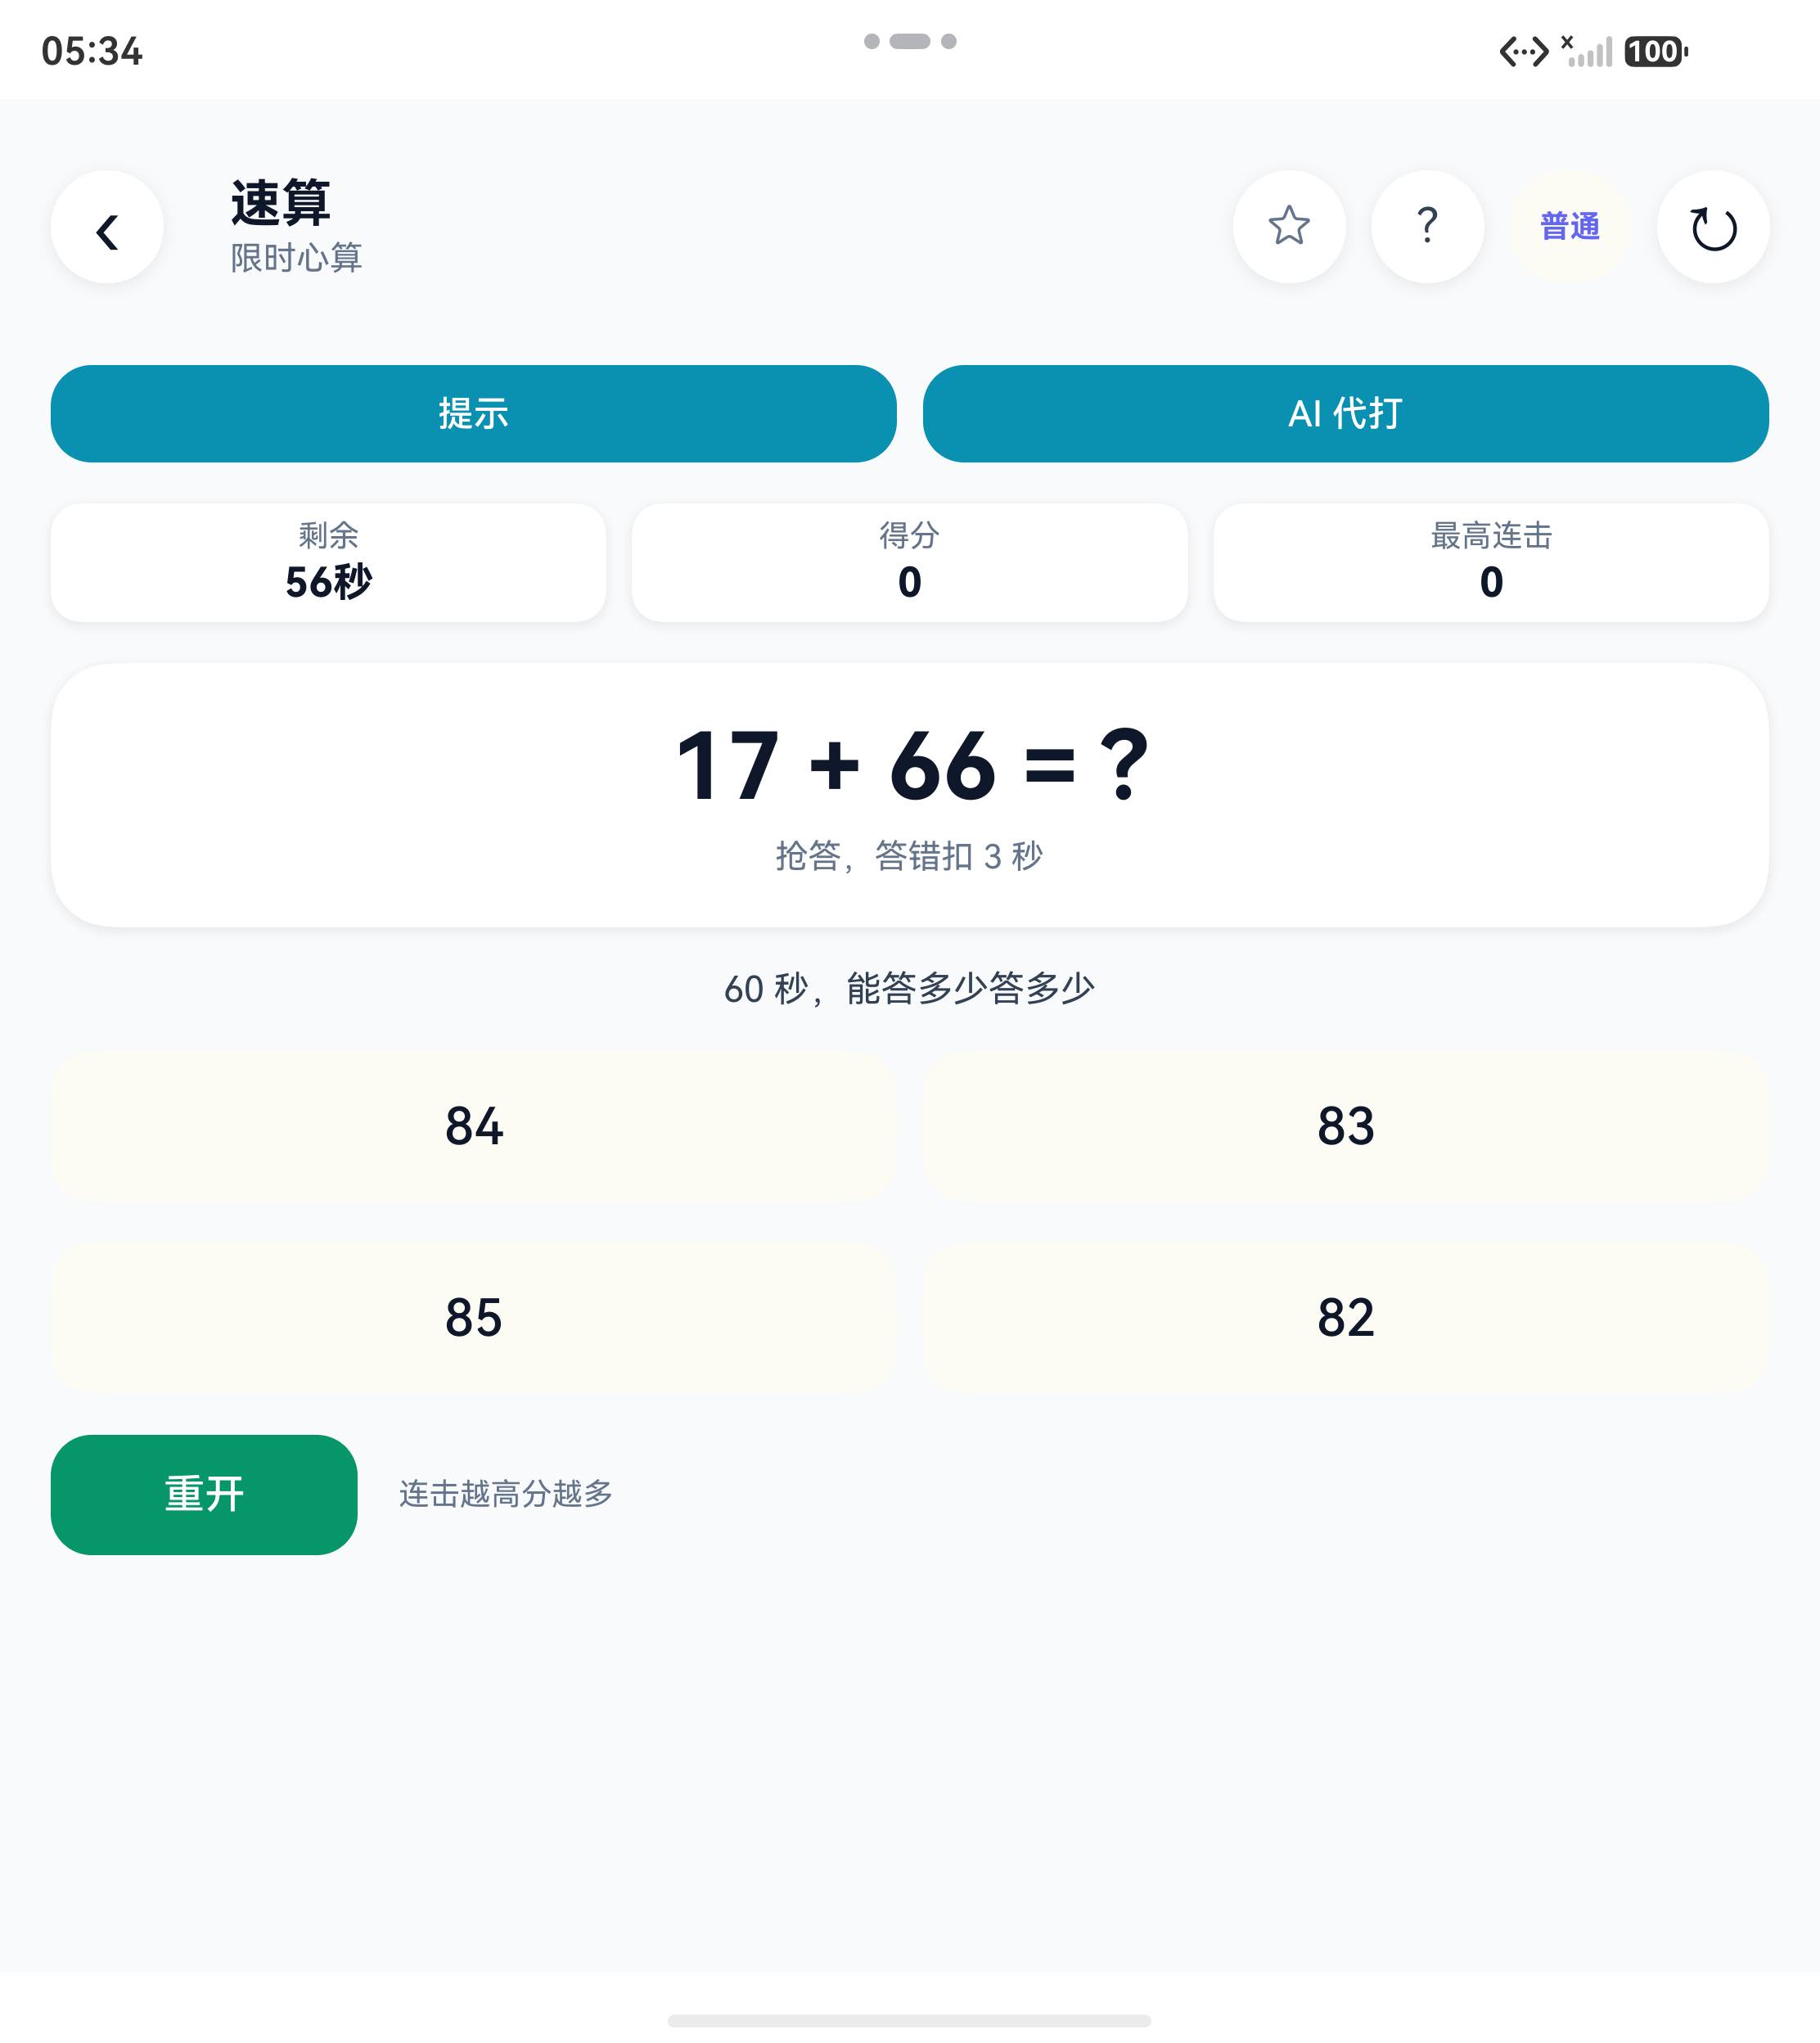 05:34
100
速算
限时心算
?
普通
提示
AI 代打
剩余
56秒
得分
0
最高连击
0
17 + 66 = ?
抢答，答错扣 3 秒
60 秒，能答多少答多少
84
83
85
82
重开
连击越高分越多